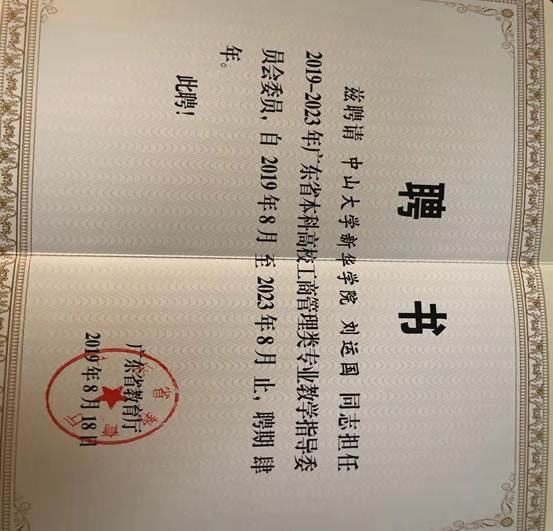 聘书
兹聘请 中山大学新华学院 刘运国 同志担任
2019-2023年广东省本科高校工商管理类专业教学指导委
员会委员，自 2019年8月 至 2023年8月 止，聘期 肆
年。
此聘！
广东省教育厅
2019年8月18日